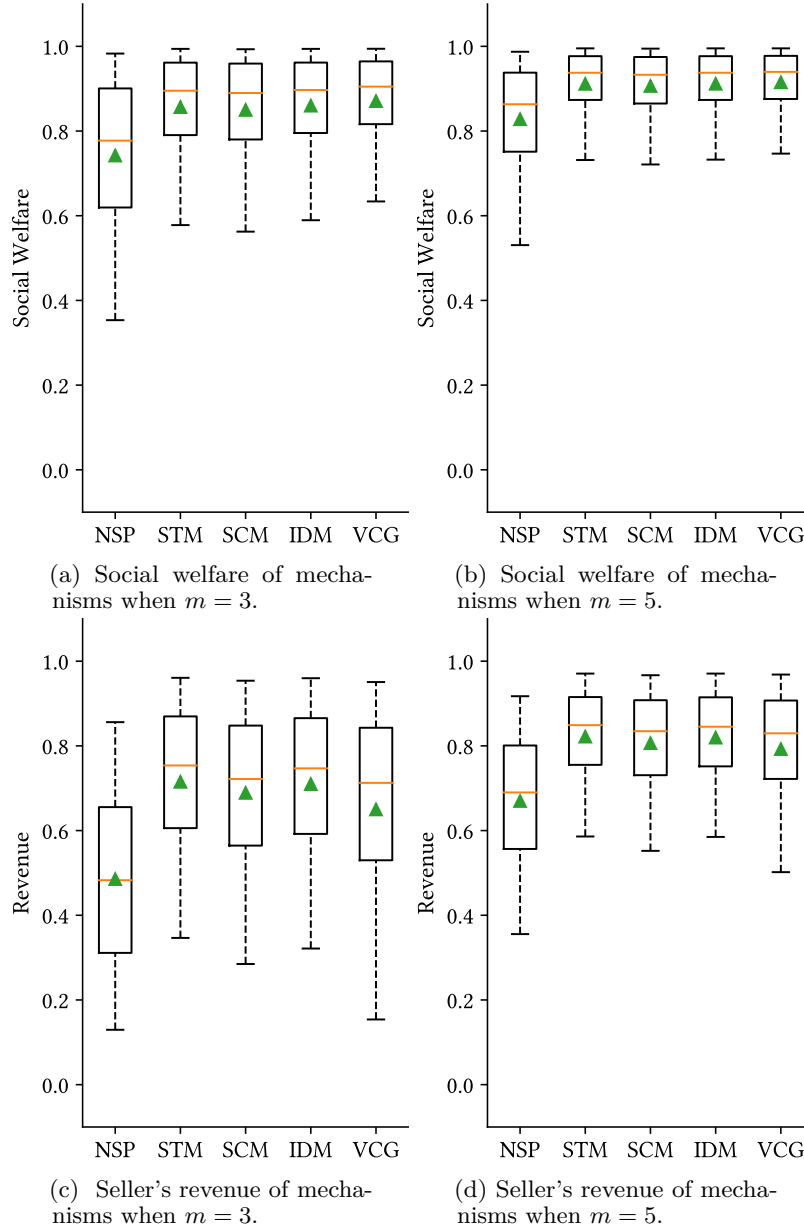 1.0
0.8
0.6
0.4
0.2
0.0
Social Welfare
NSP STM SCM IDM VCG
(a) Social welfare of mecha-
nisms when m = 3.
1.0
0.8
0.6
0.4
0.2
0.0
Social Welfare
NSP STM SCM IDM VCG
(b) Social welfare of mecha-
nisms when m = 5.
1.0
0.8
0.6
0.4
0.2
0.0
Revenue
NSP STM SCM IDM VCG
(c) Seller's revenue of mecha-
nisms when m = 3.
1.0
0.8
0.6
0.4
0.2
0.0
Revenue
NSP STM SCM IDM VCG
(d) Seller's revenue of mecha-
nisms when m = 5.